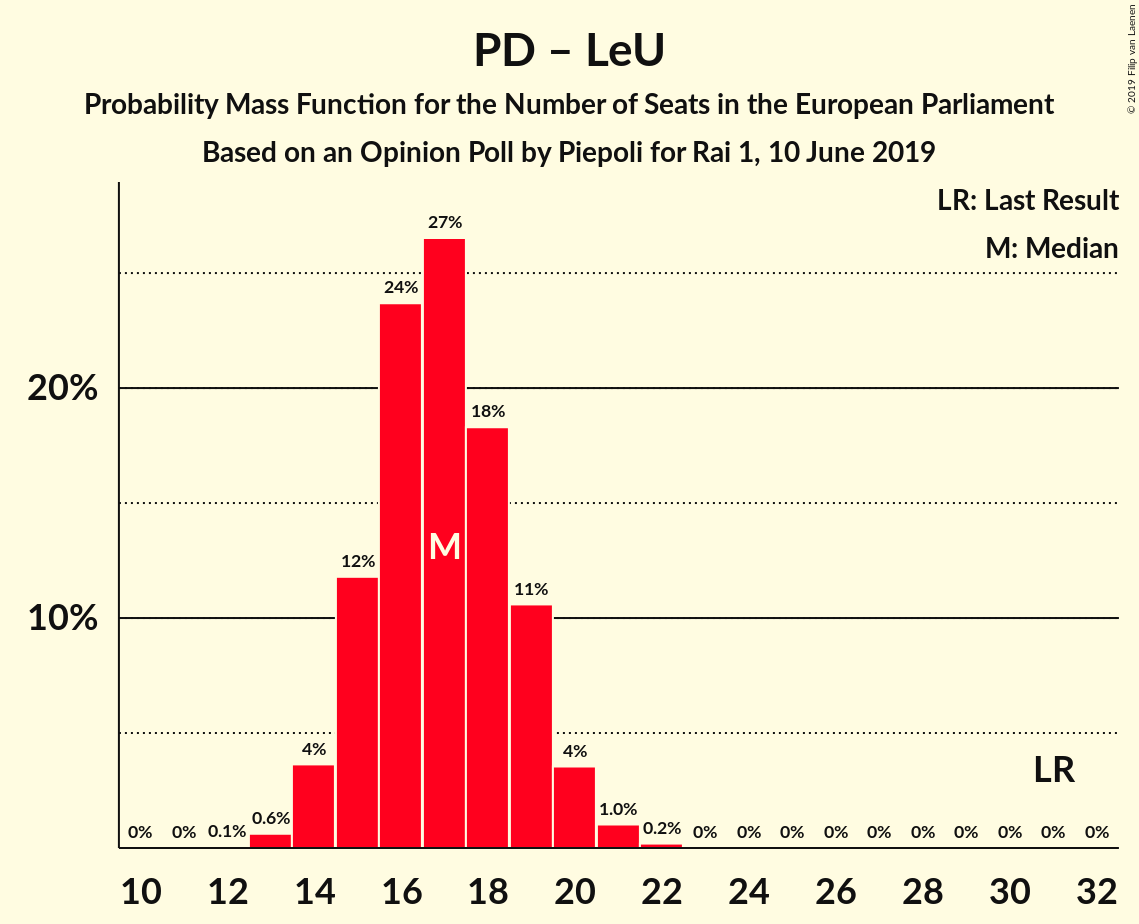 PD – LeU
Probability Mass Function for the Number of Seats in the European Parliament
Based on an Opinion Poll by Piepoli for Rai 1, 10 June 2019
© 2019 Filip van Laenen
LR: Last Result
M: Median
27%
24%
20%
18%
M
12%
11%
10%
4%
4%
LR
0%
0%
0.1%
0.6%
1.0%
0.2%
0%
0%
0%
0%
0%
0%
0%
0%
0%
0%
10 12 14 16 18 20 22 24 26 28 30 32